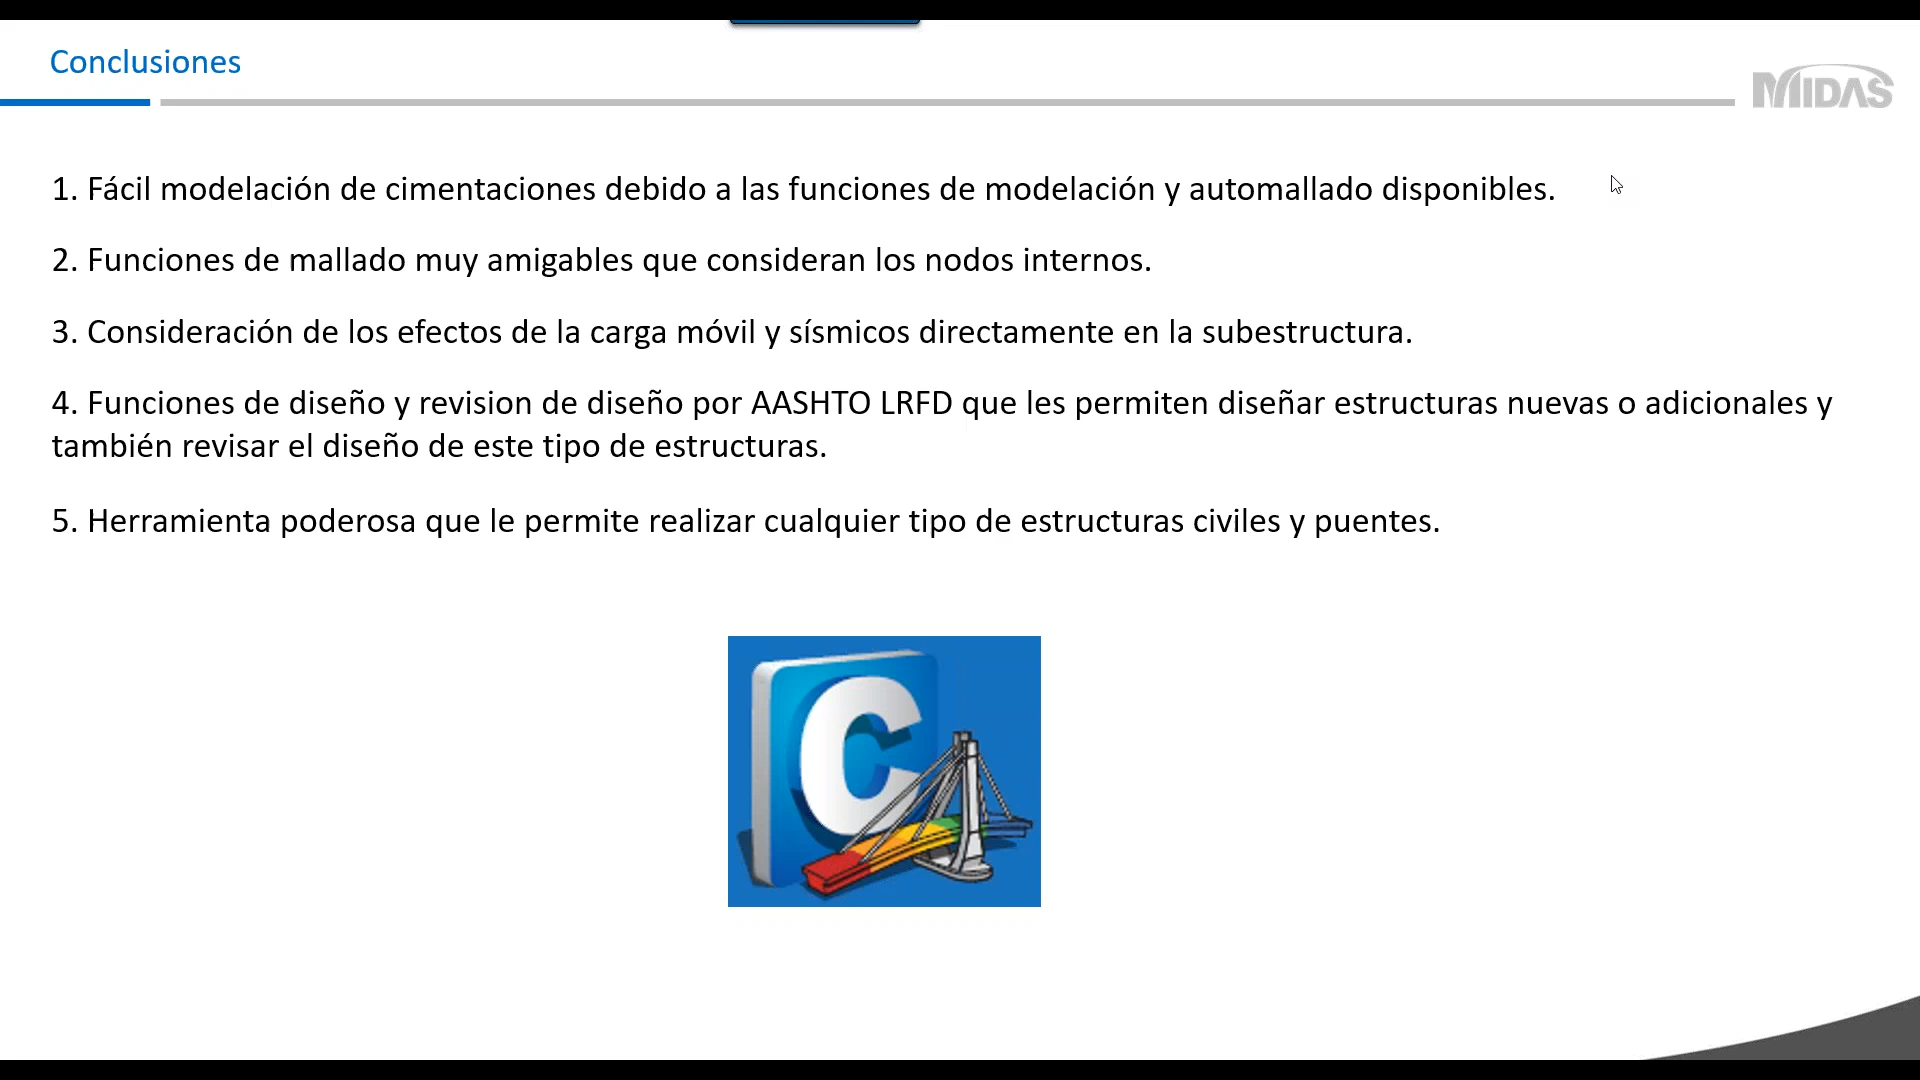 Conclusiones
MIDAS
1. Fácil modelación de cimentaciones debido a las funciones de modelación y automallado disponibles.
2. Funciones de mallado muy amigables que consideran los nodos internos.
3. Consideración de los efectos de la carga móvil y sísmicos directamente en la subestructura.
4. Funciones de diseño y revision de diseño por AASHTO LRFD que les permiten diseñar estructuras nuevas o adicionales y
también revisar el diseño de este tipo de estructuras.
5. Herramienta poderosa que le permite realizar cualquier tipo de estructuras civiles y puentes.
C